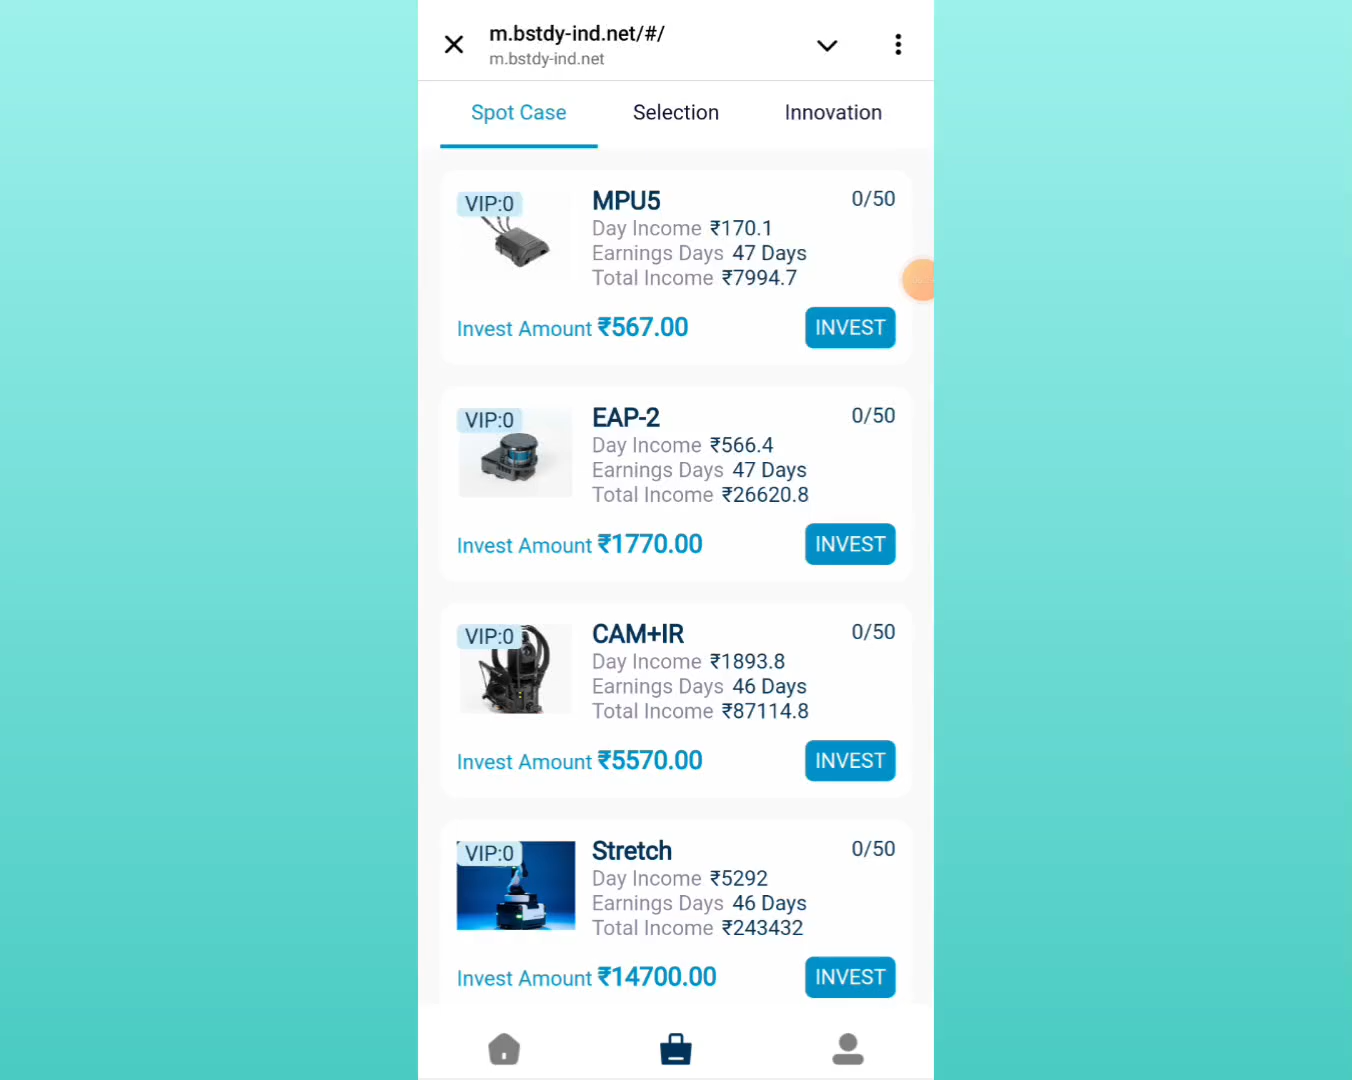 m.bstdy-ind.net/#/
m.bstdy-ind.net
Spot Case
Selection
Innovation
VIP:0
MPU5
0/50
Day Income ₹170.1
Earnings Days 47 Days
Total Income ₹7994.7
Invest Amount ₹567.00
INVEST
VIP:0
EAP-2
0/50
Day Income ₹566.4
Earnings Days 47 Days
Total Income ₹26620.8
Invest Amount ₹1770.00
INVEST
VIP:0
CAM+IR
0/50
Day Income ₹1893.8
Earnings Days 46 Days
Total Income ₹87114.8
Invest Amount ₹5570.00
INVEST
VIP:0
Stretch
0/50
Day Income ₹5292
Earnings Days 46 Days
Total Income ₹243432
Invest Amount ₹14700.00
INVEST